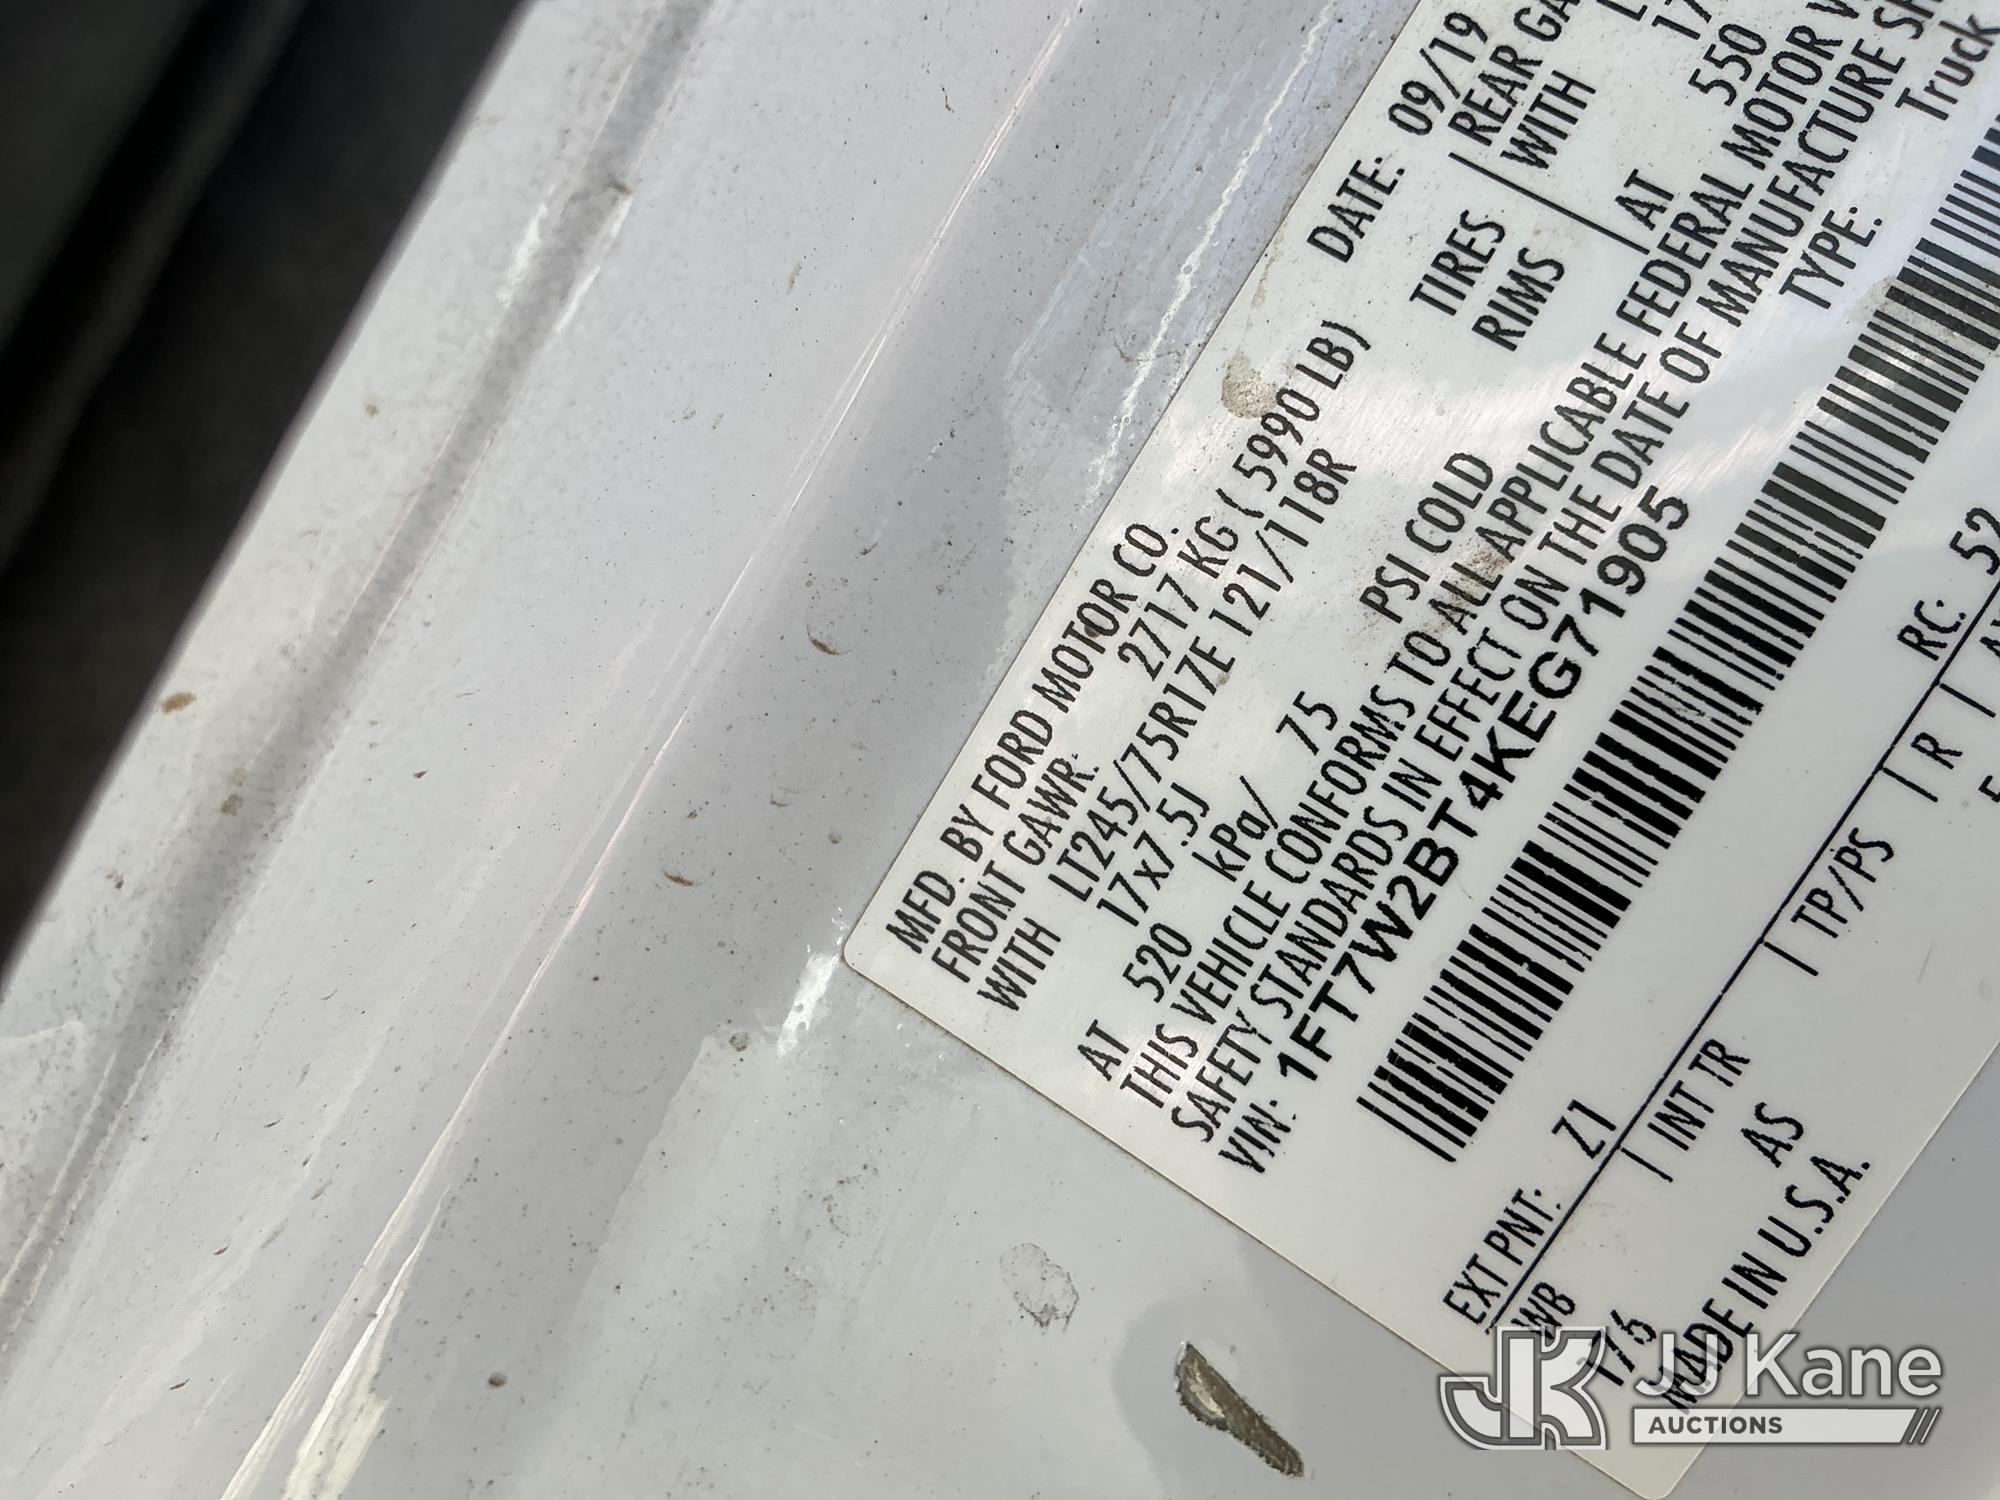 MFD. BY FORD MOTOR CO.
DATE: 09/19
FRONT GAWR: 2717 KG ( 5990 LB)
REAR
WITH LT245/75R17E 121/118R
TIRES WITH
17x7.5J
RIMS
AT 520 kPa/ 75 PSI COLD
AT 550
THIS VEHICLE CONFORMS TO ALL APPLICABLE FEDERAL MOTOR
SAFETY STANDARDS IN EFFECT ON THE DATE OF MANUFACTURE
VIN: 1FT7W2BT4KEG71905
TYPE: Truck
EXT PNT: Z1 RC: 52
WB INT TR TP/PS R
176 AS
MADE IN U.S.A.
JJ Kane
AUCTIONS